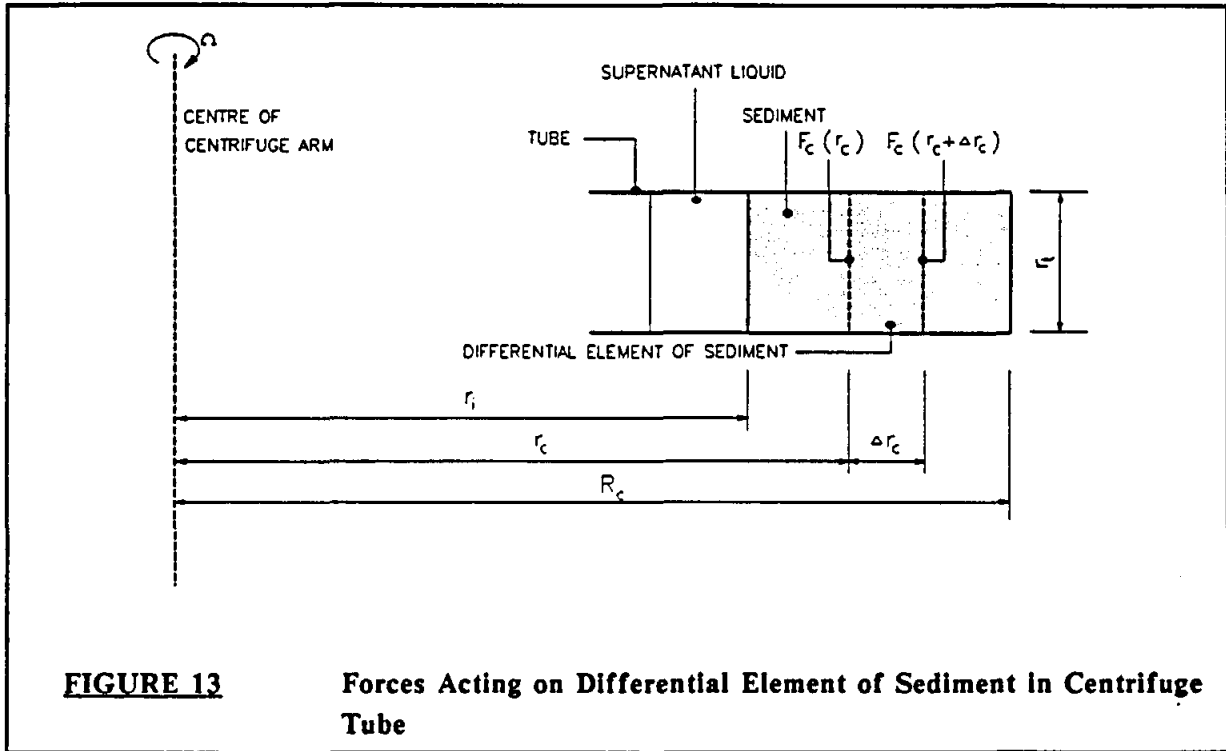 Ω
SUPERNATANT LIQUID
CENTRE OF
CENTRIFUGE ARM
SEDIMENT
TUBE
F_c (r_c)
F_c (r_c+ Δr_c)
DIFFERENTIAL ELEMENT OF SEDIMENT
r_i
r_c
Δr_c
R_c
FIGURE 13 Forces Acting on Differential Element of Sediment in Centrifuge
Tube